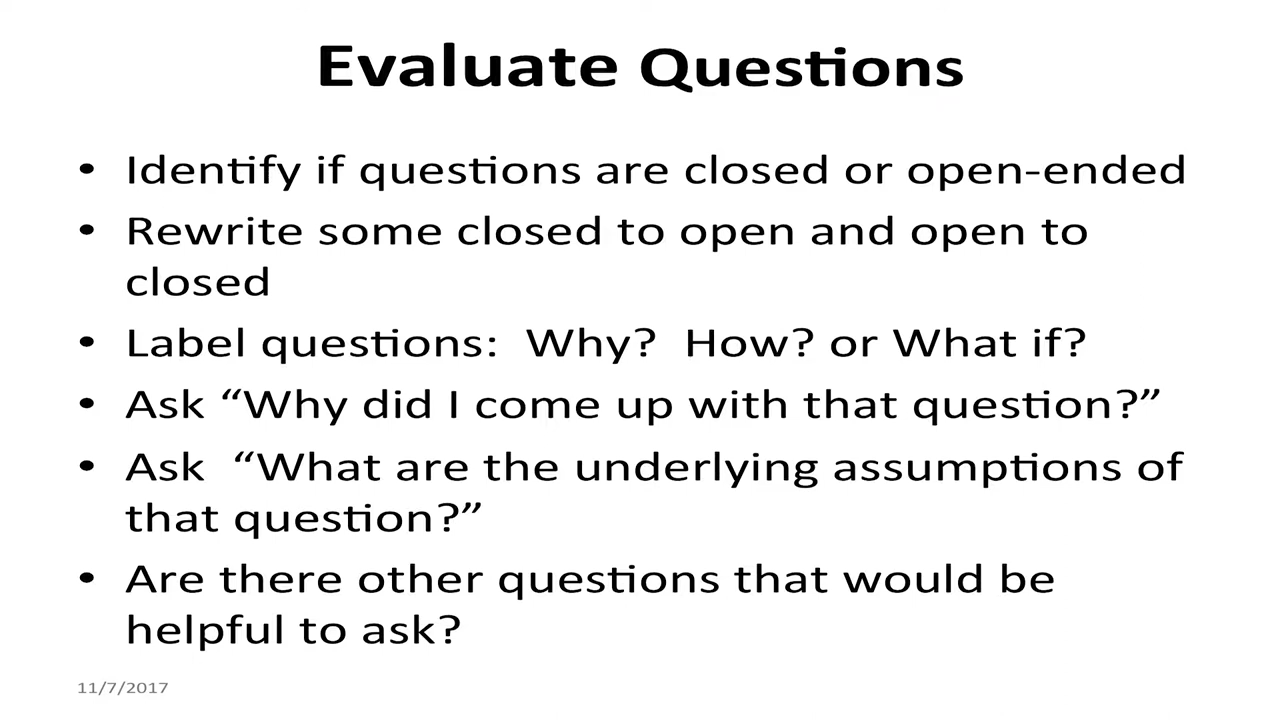 Evaluate Questions
• Identify if questions are closed or open-ended
• Rewrite some closed to open and open to
closed
• Label questions:  Why?  How? or What if?
• Ask “Why did I come up with that question?”
• Ask  “What are the underlying assumptions of
that question?”
• Are there other questions that would be
helpful to ask?
11/7/2017